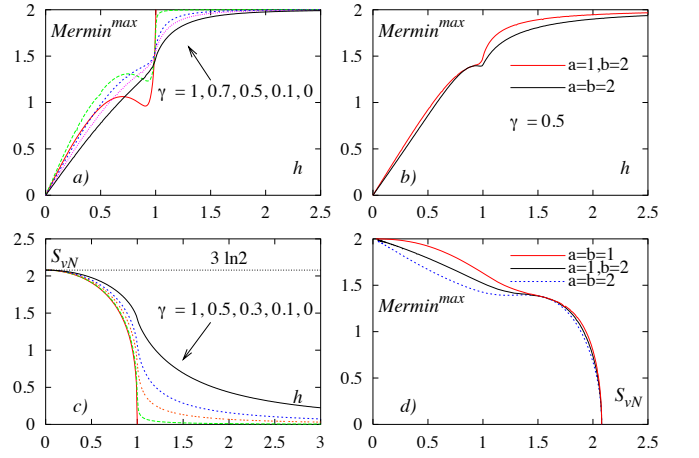 2
1.5
1
0.5
0
0 0.5 1 1.5 2 2.5
Mermin^max
γ = 1, 0.7, 0.5, 0.1, 0
a)
h
2
1.5
1
0.5
0
0 0.5 1 1.5 2 2.5
Mermin^max
a=1,b=2
a=b=2
γ = 0.5
b)
h
2.5
2
1.5
1
0.5
0
0 0.5 1 1.5 2 2.5 3
S_vN
3 ln2
γ = 1, 0.5, 0.3, 0.1, 0
c)
h
2
1.5
1
0.5
0
0 0.5 1 1.5 2 2.5
a=b=1
a=1,b=2
a=b=2
Mermin^max
d)
S_vN